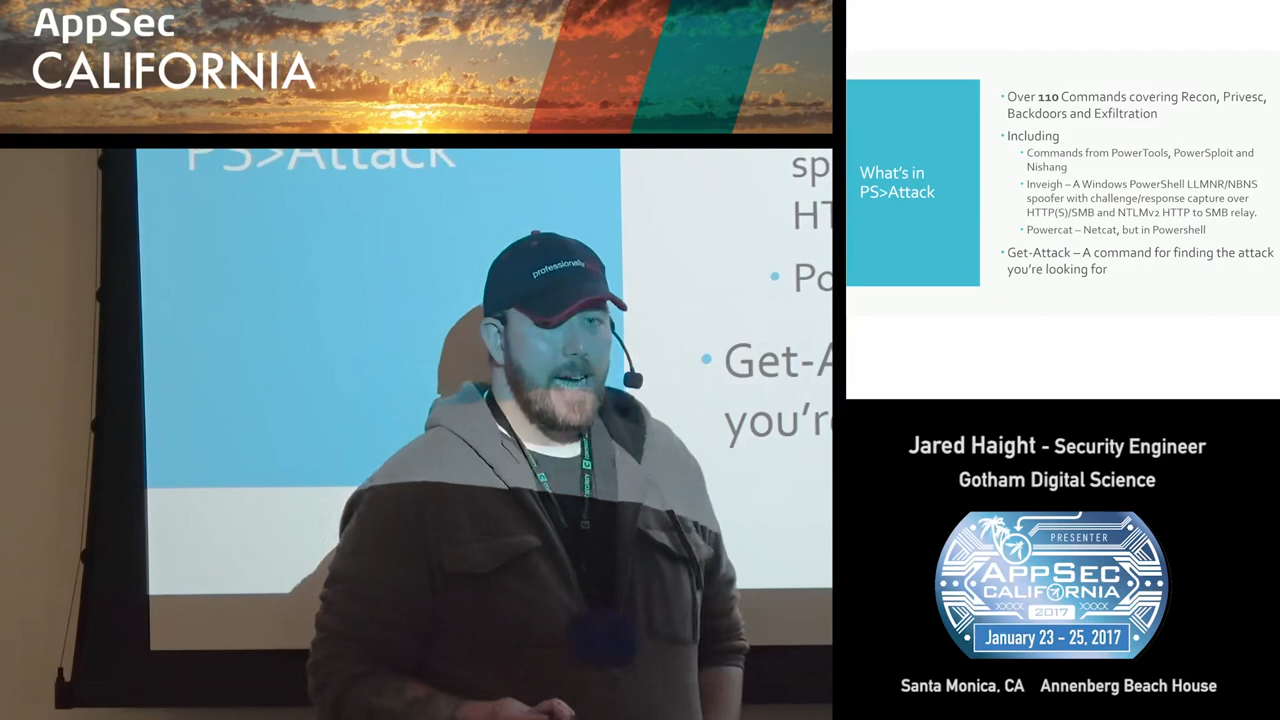 AppSec
CALIFORNIA
PS>Attack
sp
HT
• Po
• Get-A
you're
professionally
What's in
PS>Attack
• Over 110 Commands covering Recon, Privesc,
Backdoors and Exfiltration
• Including
• Commands from PowerTools, PowerSploit and
Nishang
• Inveigh – A Windows PowerShell LLMNR/NBNS
spoofer with challenge/response capture over
HTTP(S)/SMB and NTLMv2 HTTP to SMB relay.
• Powercat – Netcat, but in Powershell
• Get-Attack – A command for finding the attack
you're looking for
Jared Haight - Security Engineer
Gotham Digital Science
PRESENTER
APPSEC
CALIFORNIA
XXXX 2017 XXXX
January 23 - 25, 2017
Santa Monica, CA Annenberg Beach House